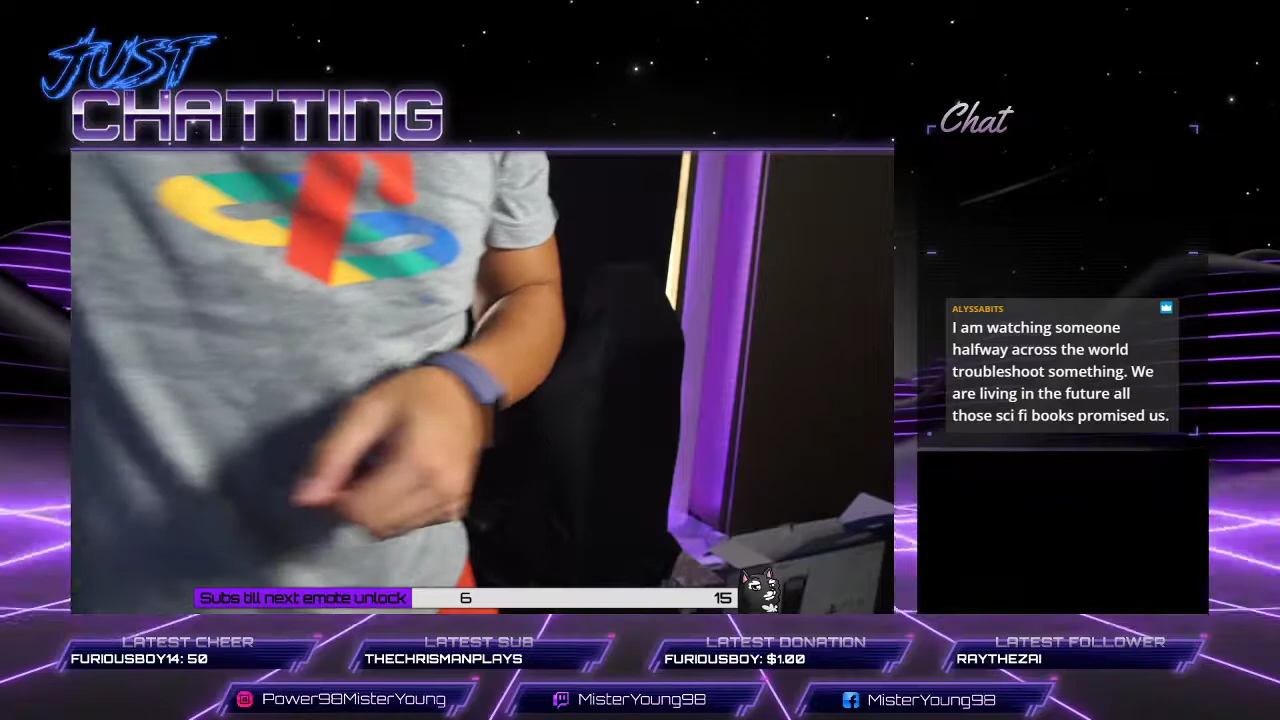 JUST
CHATTING
Chat
ALYSSABITS
I am watching someone
halfway across the world
troubleshoot something. We
are living in the future all
those sci fi books promised us.
Subs till next emote unlock 6 15
LATEST CHEER
FURIOUSBOY14: 50
LATEST SUB
THECHRISMANPLAYS
LATEST DONATION
FURIOUSBOY: $1.00
LATEST FOLLOWER
RAYTHEZAI
Power98MisterYoung
MisterYoung98
MisterYoung98